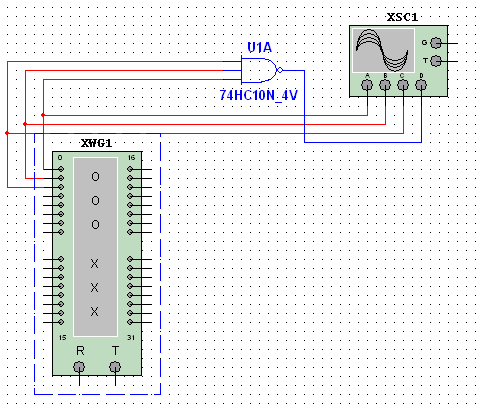 XSC1
G
T
A B C D
U1A
74HC10N_4V
XWG1
0 16
O
O
O
X
X
X
15 31
R T